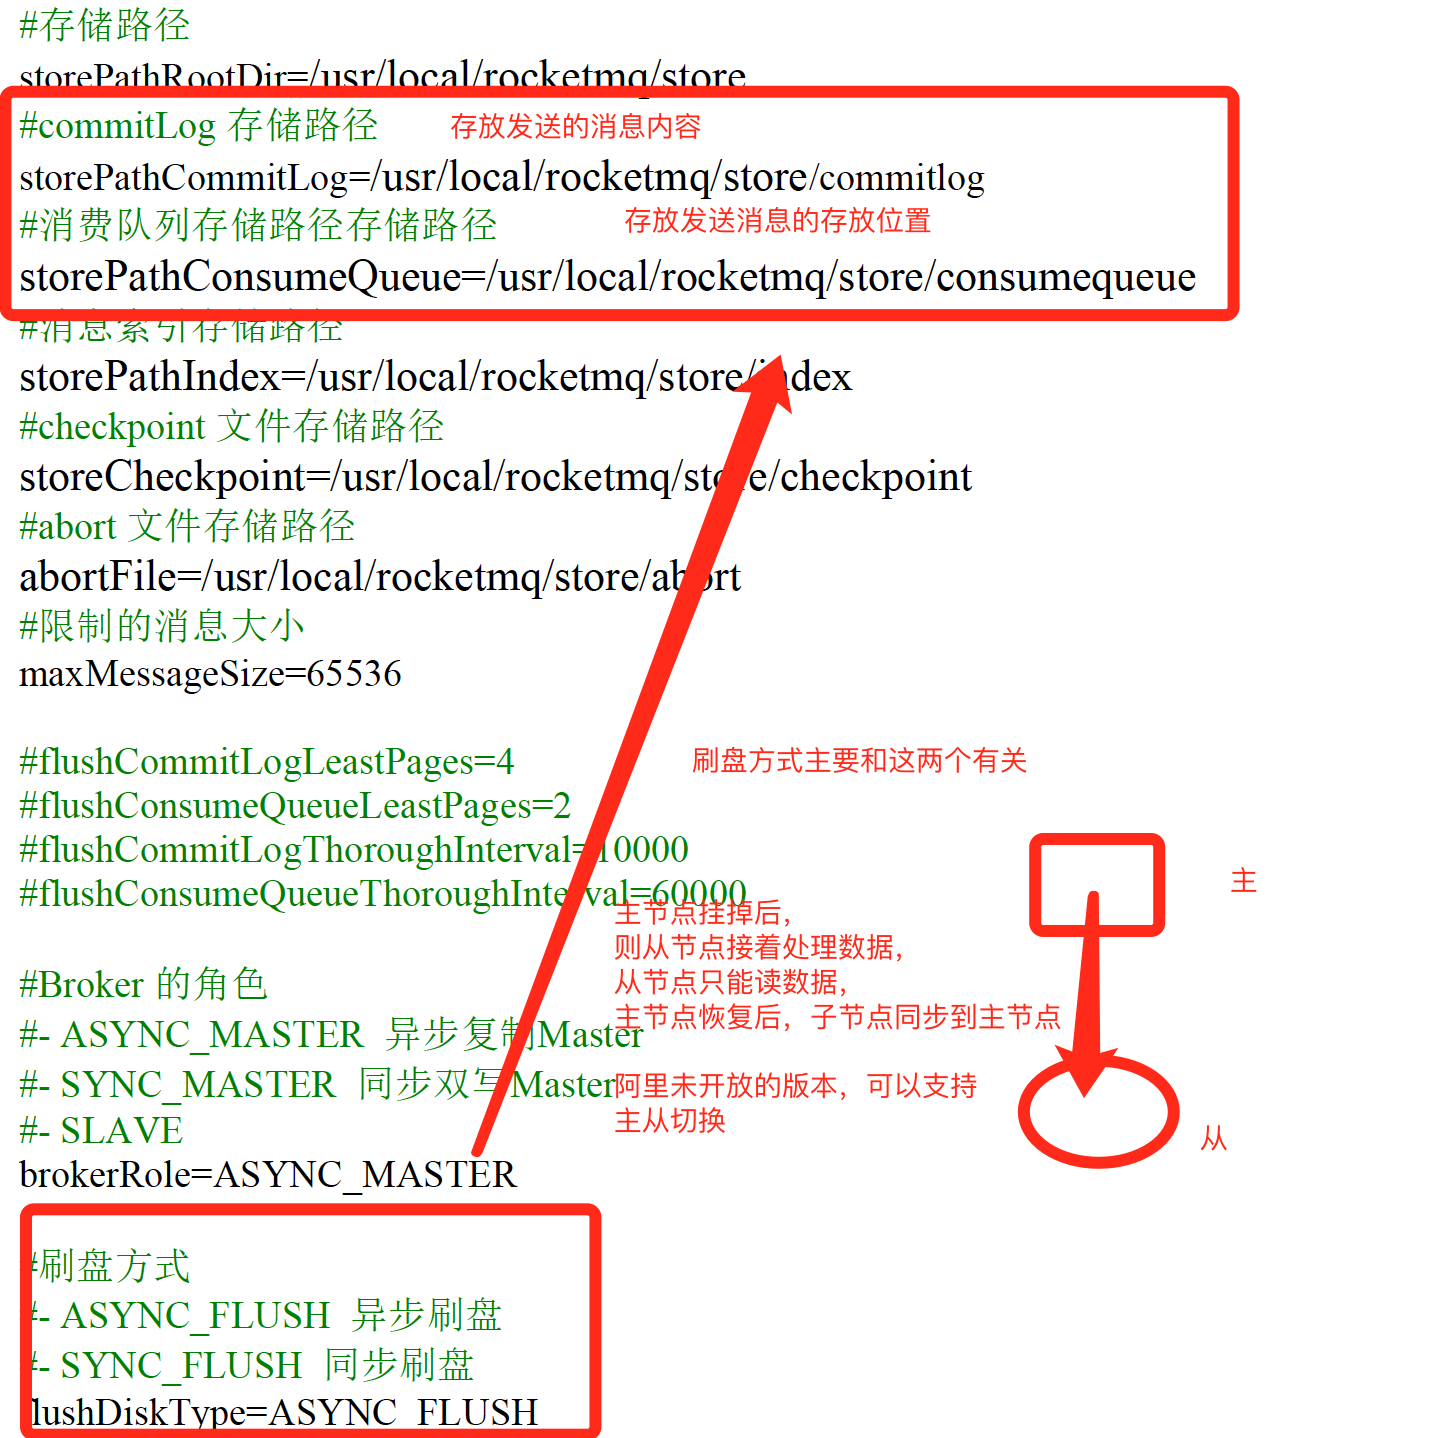 #存储路径
storePathRootDir=/usr/local/rocketmq/store
#commitLog 存储路径
存放发送的消息内容
storePathCommitLog=/usr/local/rocketmq/store/commitlog
#消费队列存储路径存储路径
存放发送消息的存放位置
storePathConsumeQueue=/usr/local/rocketmq/store/consumequeue
#消息索引存储路径
storePathIndex=/usr/local/rocketmq/store/index
#checkpoint 文件存储路径
storeCheckpoint=/usr/local/rocketmq/store/checkpoint
#abort 文件存储路径
abortFile=/usr/local/rocketmq/store/abort
#限制的消息大小
maxMessageSize=65536
#flushCommitLogLeastPages=4
刷盘方式主要和这两个有关
#flushConsumeQueueLeastPages=2
#flushCommitLogThoroughInterval=10000
#flushConsumeQueueThoroughInterval=60000
主
主节点挂掉后,
则从节点接着处理数据,
从节点只能读数据,
主节点恢复后，子节点同步到主节点
#Broker 的角色
#- ASYNC_MASTER 异步复制Master
#- SYNC_MASTER 同步双写Master
阿里未开放的版本，可以支持
主从切换
#- SLAVE
从
brokerRole=ASYNC_MASTER
#刷盘方式
#- ASYNC_FLUSH 异步刷盘
#- SYNC_FLUSH 同步刷盘
flushDiskType=ASYNC_FLUSH